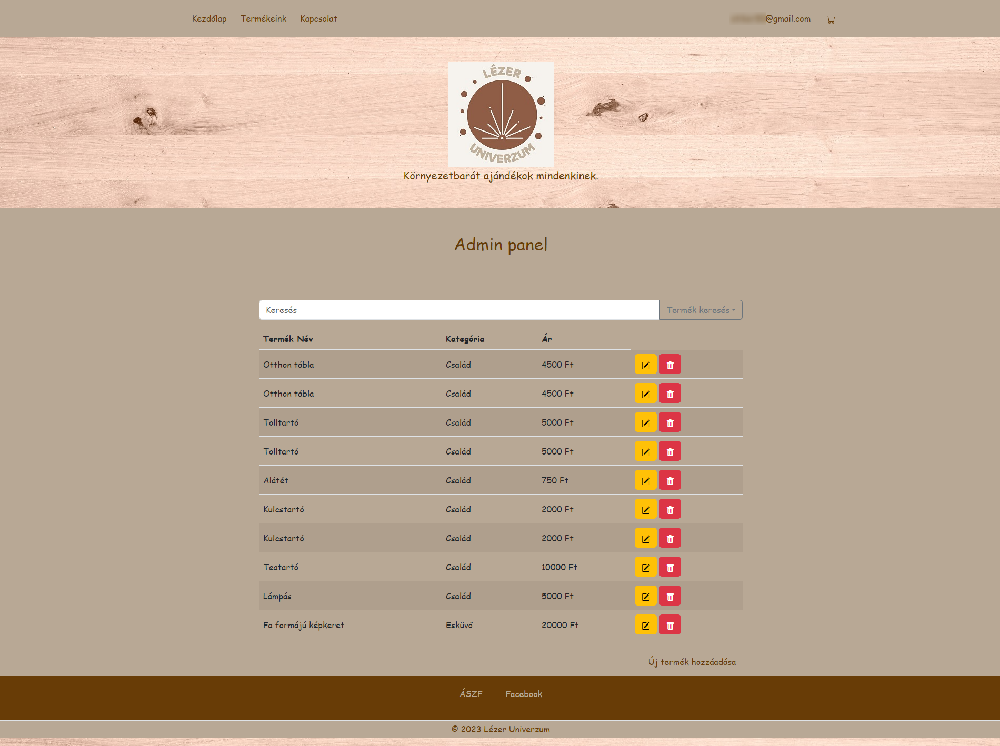 Kezdőlap Termékeink Kapcsolat @gmail.com
LÉZER
UNIVERZUM
Környezetbarát ajándékok mindenkinek.
Admin panel
Keresés Termék keresés
Termék Név Kategória Ár
Otthon tábla Család 4500 Ft
Otthon tábla Család 4500 Ft
Tolltartó Család 5000 Ft
Tolltartó Család 5000 Ft
Alátét Család 750 Ft
Kulcstartó Család 2000 Ft
Kulcstartó Család 2000 Ft
Teatartó Család 10000 Ft
Lámpás Család 5000 Ft
Fa formájú képkeret Esküvő 20000 Ft
Új termék hozzáadása
ÁSZF Facebook
© 2023 Lézer Univerzum